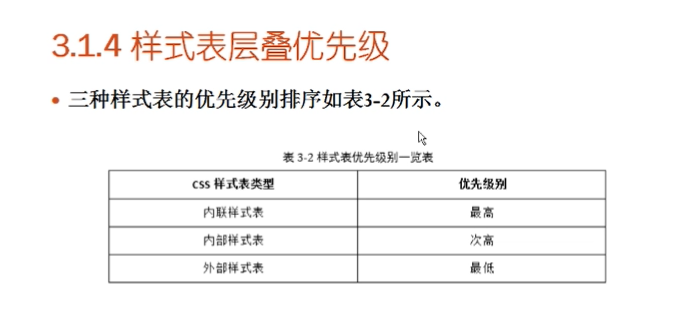 3.1.4 样式表层叠优先级
• 三种样式表的优先级别排序如表3-2所示。
表 3-2 样式表优先级别一览表
CSS 样式表类型 优先级别
内联样式表 最高
内部样式表 次高
外部样式表 最低